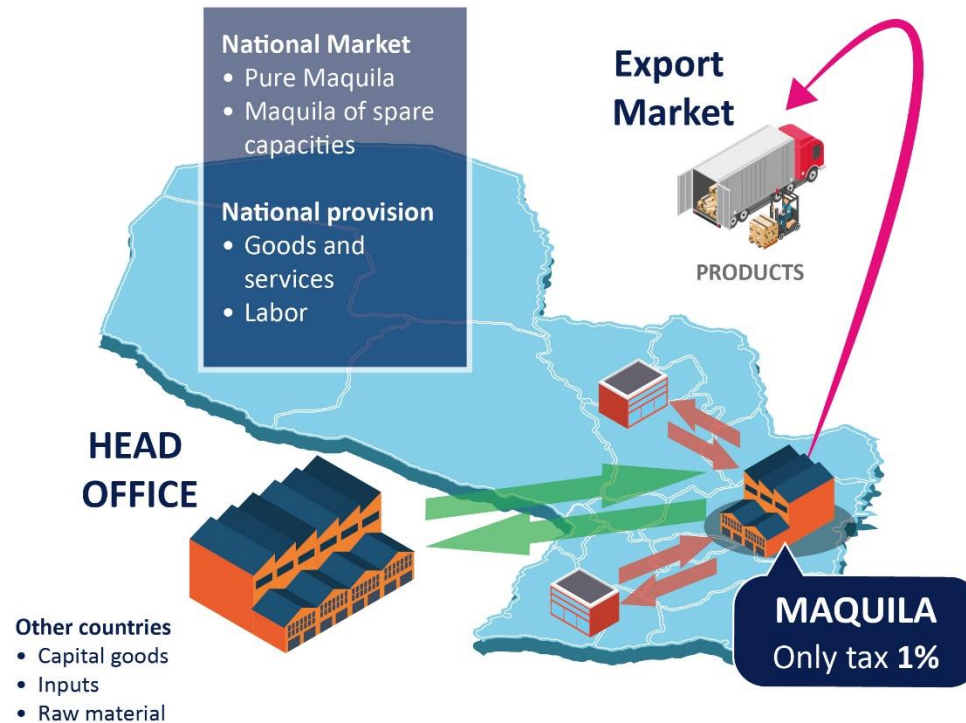 National Market
• Pure Maquila
• Maquila of spare
capacities
National provision
• Goods and
services
• Labor
Export
Market
PRODUCTS
HEAD
OFFICE
Other countries
• Capital goods
• Inputs
• Raw material
MAQUILA
Only tax 1%